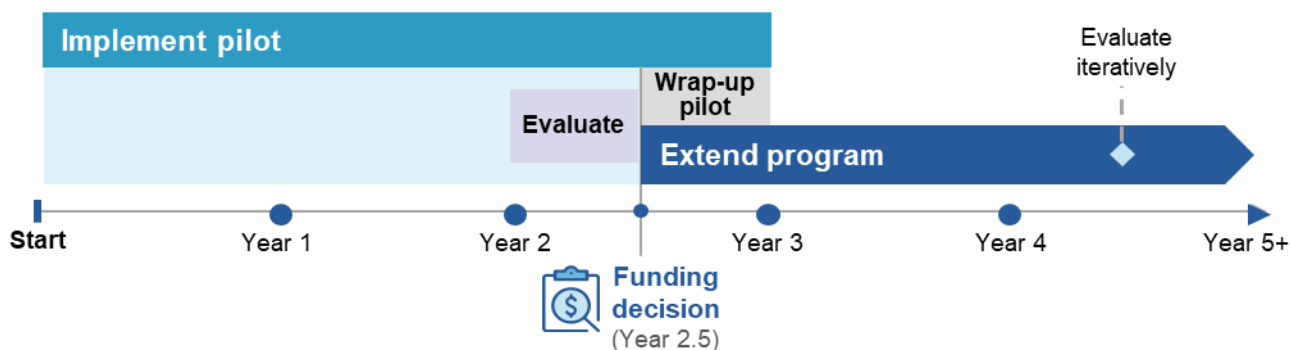 Implement pilot
Evaluate
iteratively
Wrap-up
pilot
Evaluate
Extend program
Start
Year 1
Year 2
Year 3
Year 4
Year 5+
$
Funding
decision
(Year 2.5)